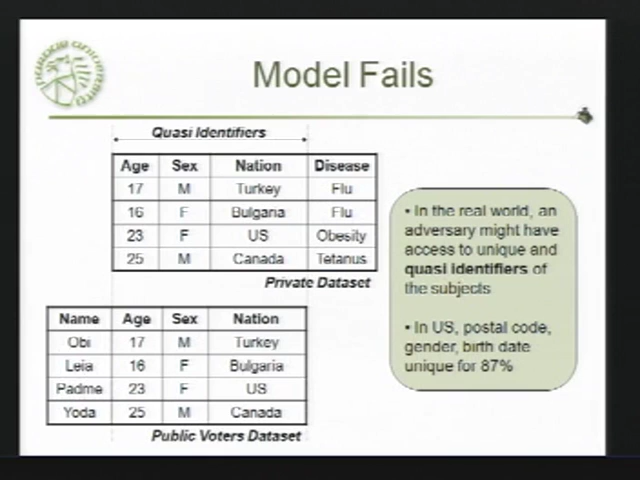 Model Fails
Quasi Identifiers
Age Sex Nation Disease
17 M Turkey Flu
16 F Bulgaria Flu
23 F US Obesity
25 M Canada Tetanus
Private Dataset
Name Age Sex Nation
Obi 17 M Turkey
Leia 16 F Bulgaria
Padme 23 F US
Yoda 25 M Canada
Public Voters Dataset
• In the real world, an
adversary might have
access to unique and
quasi identifiers of
the subjects
• In US, postal code,
gender, birth date
unique for 87%